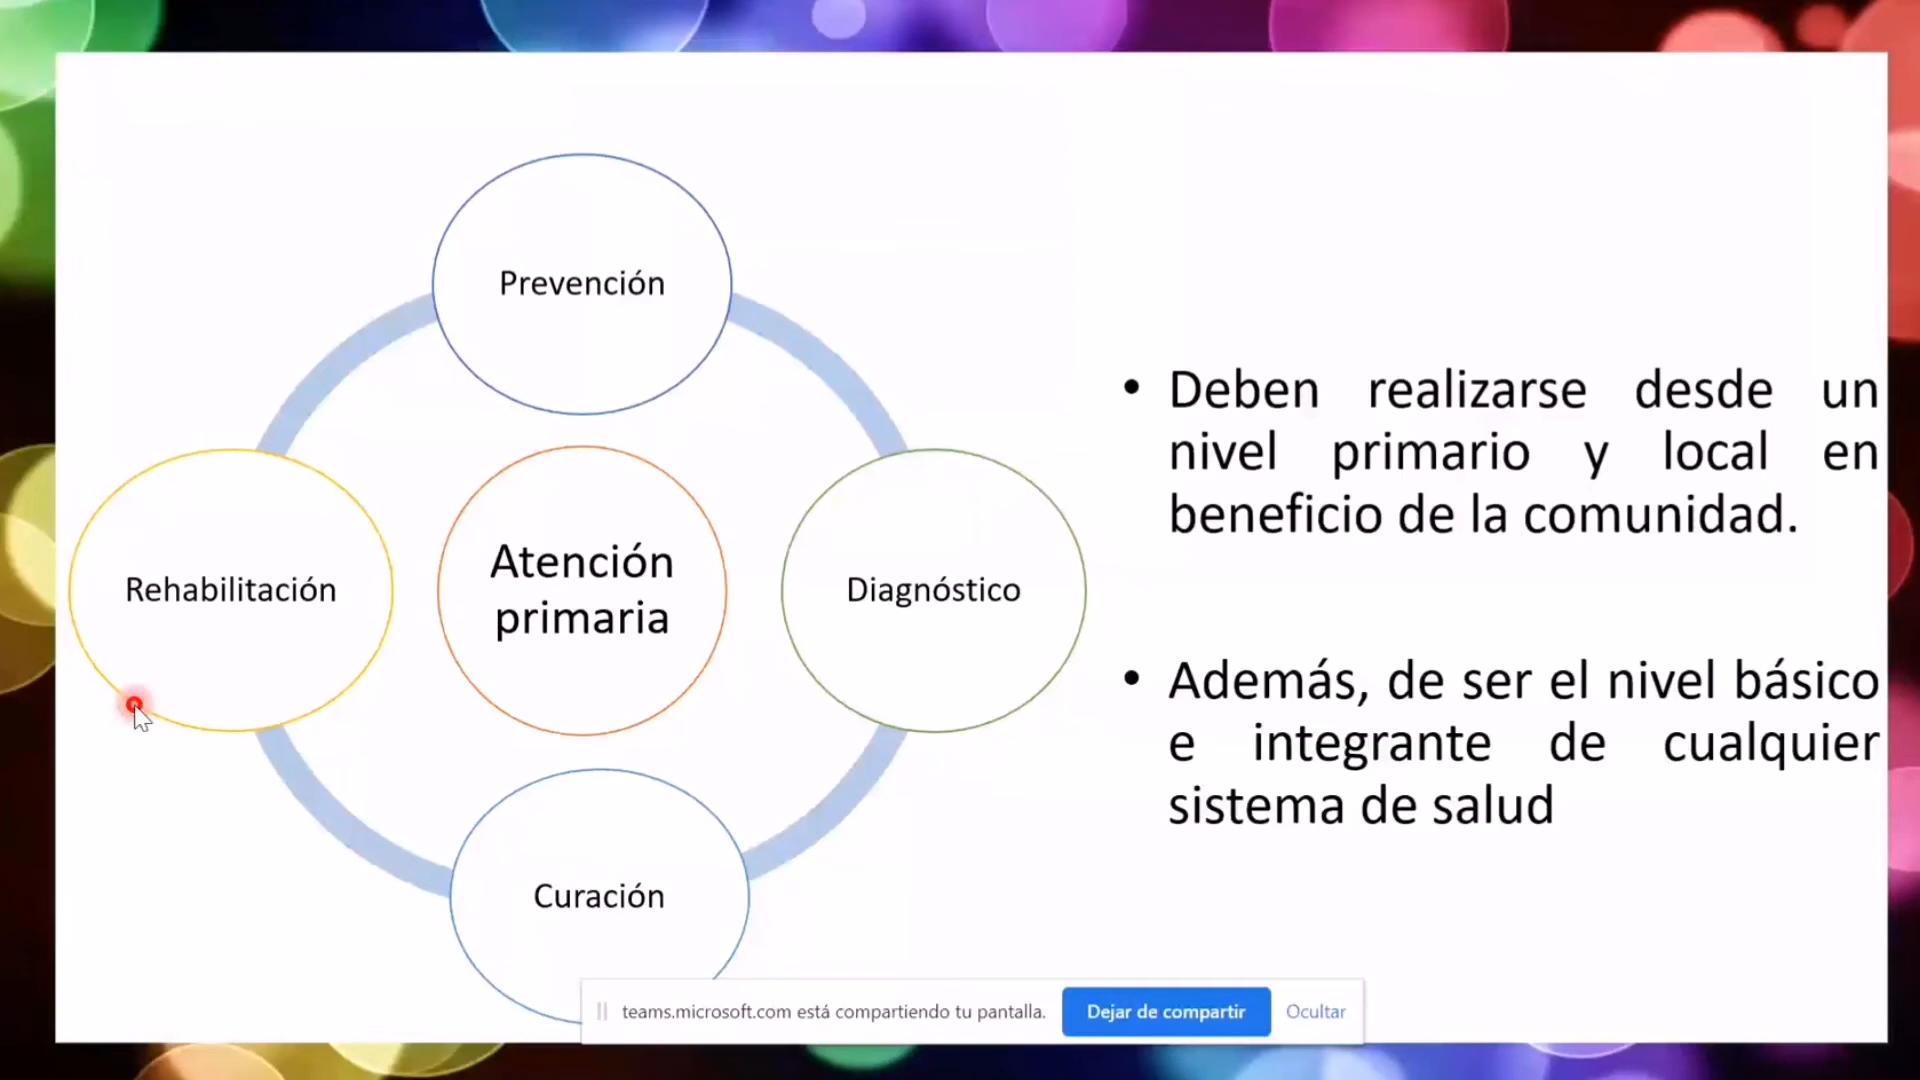 Prevención
Rehabilitación
Atención
primaria
Diagnóstico
Curación
• Deben realizarse desde un
nivel primario y local en
beneficio de la comunidad.
• Además, de ser el nivel básico
e integrante de cualquier
sistema de salud
teams.microsoft.com está compartiendo tu pantalla.
Dejar de compartir
Ocultar